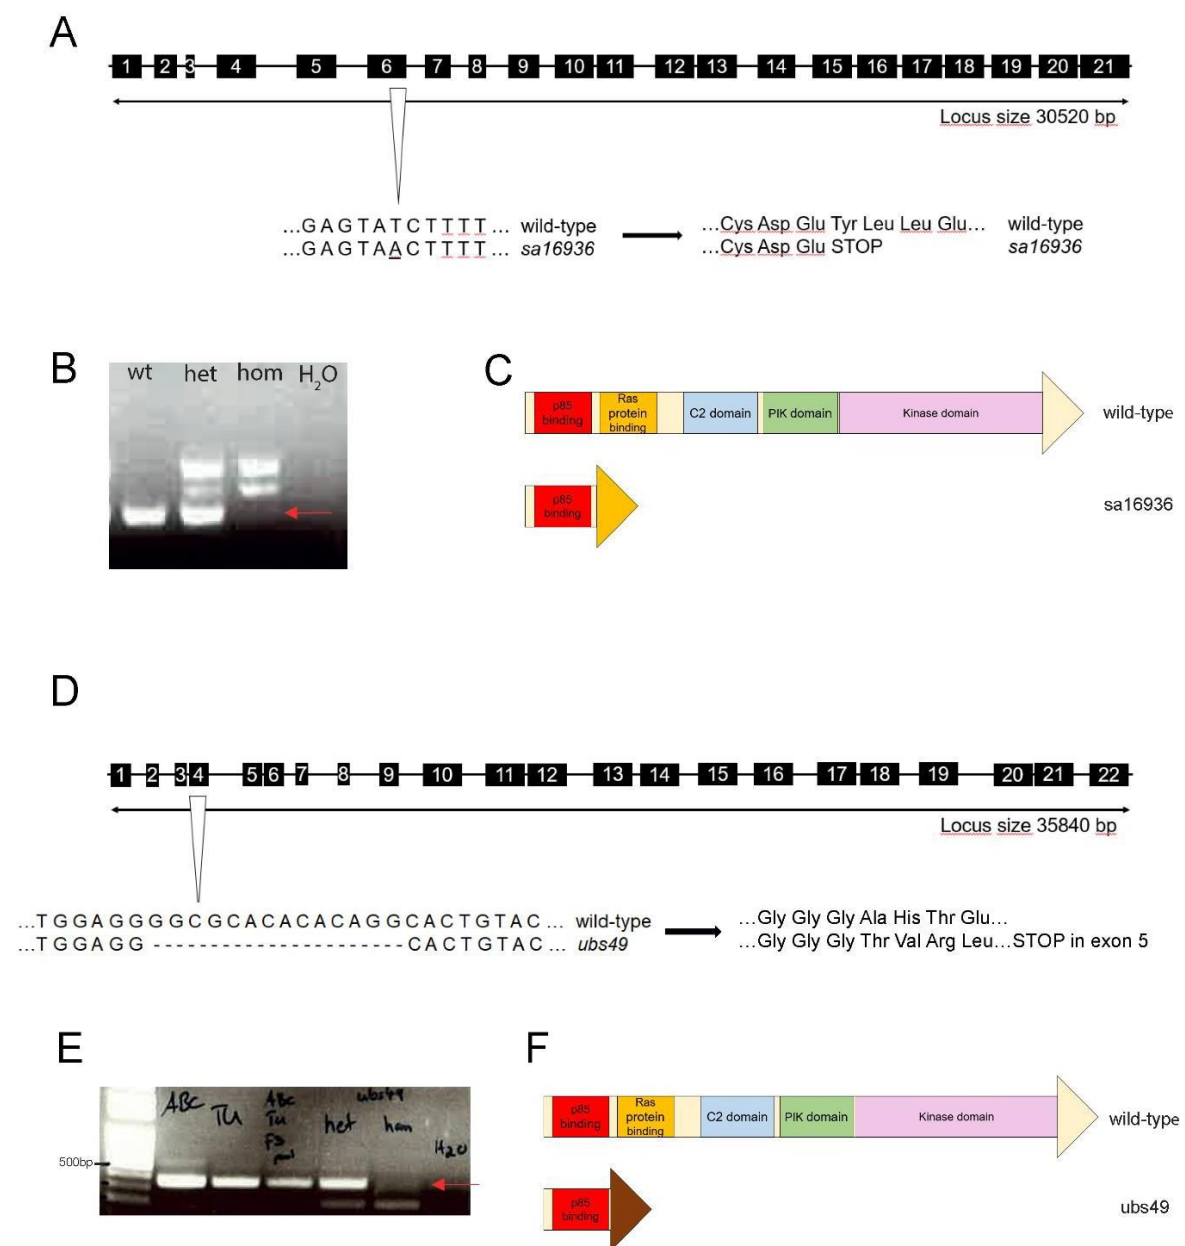 A
1 2 3 4 5 6 7 8 9 10 11 12 13 14 15 16 17 18 19 20 21
Locus size 30520 bp
...GAGTATCTTTT... wild-type
...GAGTAACTTTT... sa16936
...Cys Asp Glu Tyr Leu Leu Glu... wild-type
...Cys Asp Glu STOP sa16936
B
wt het hom H2O
C
p85 binding
Ras protein binding
C2 domain
PIK domain
Kinase domain
wild-type
p85 binding
sa16936
D
1 2 3 4 5 6 7 8 9 10 11 12 13 14 15 16 17 18 19 20 21 22
Locus size 35840 bp
...TGGAGGGGCGCACACACAGGCACTGTAC... wild-type
...TGGAGG --------------------- CACTGTAC... ubs49
...Gly Gly Gly Ala His Thr Glu...
...Gly Gly Gly Thr Val Arg Leu...STOP in exon 5
E
500bp
ABC
TU
ABC
TU
ubs49
het
hom
H2O
F
p85 binding
Ras protein binding
C2 domain
PIK domain
Kinase domain
wild-type
p85 binding
ubs49